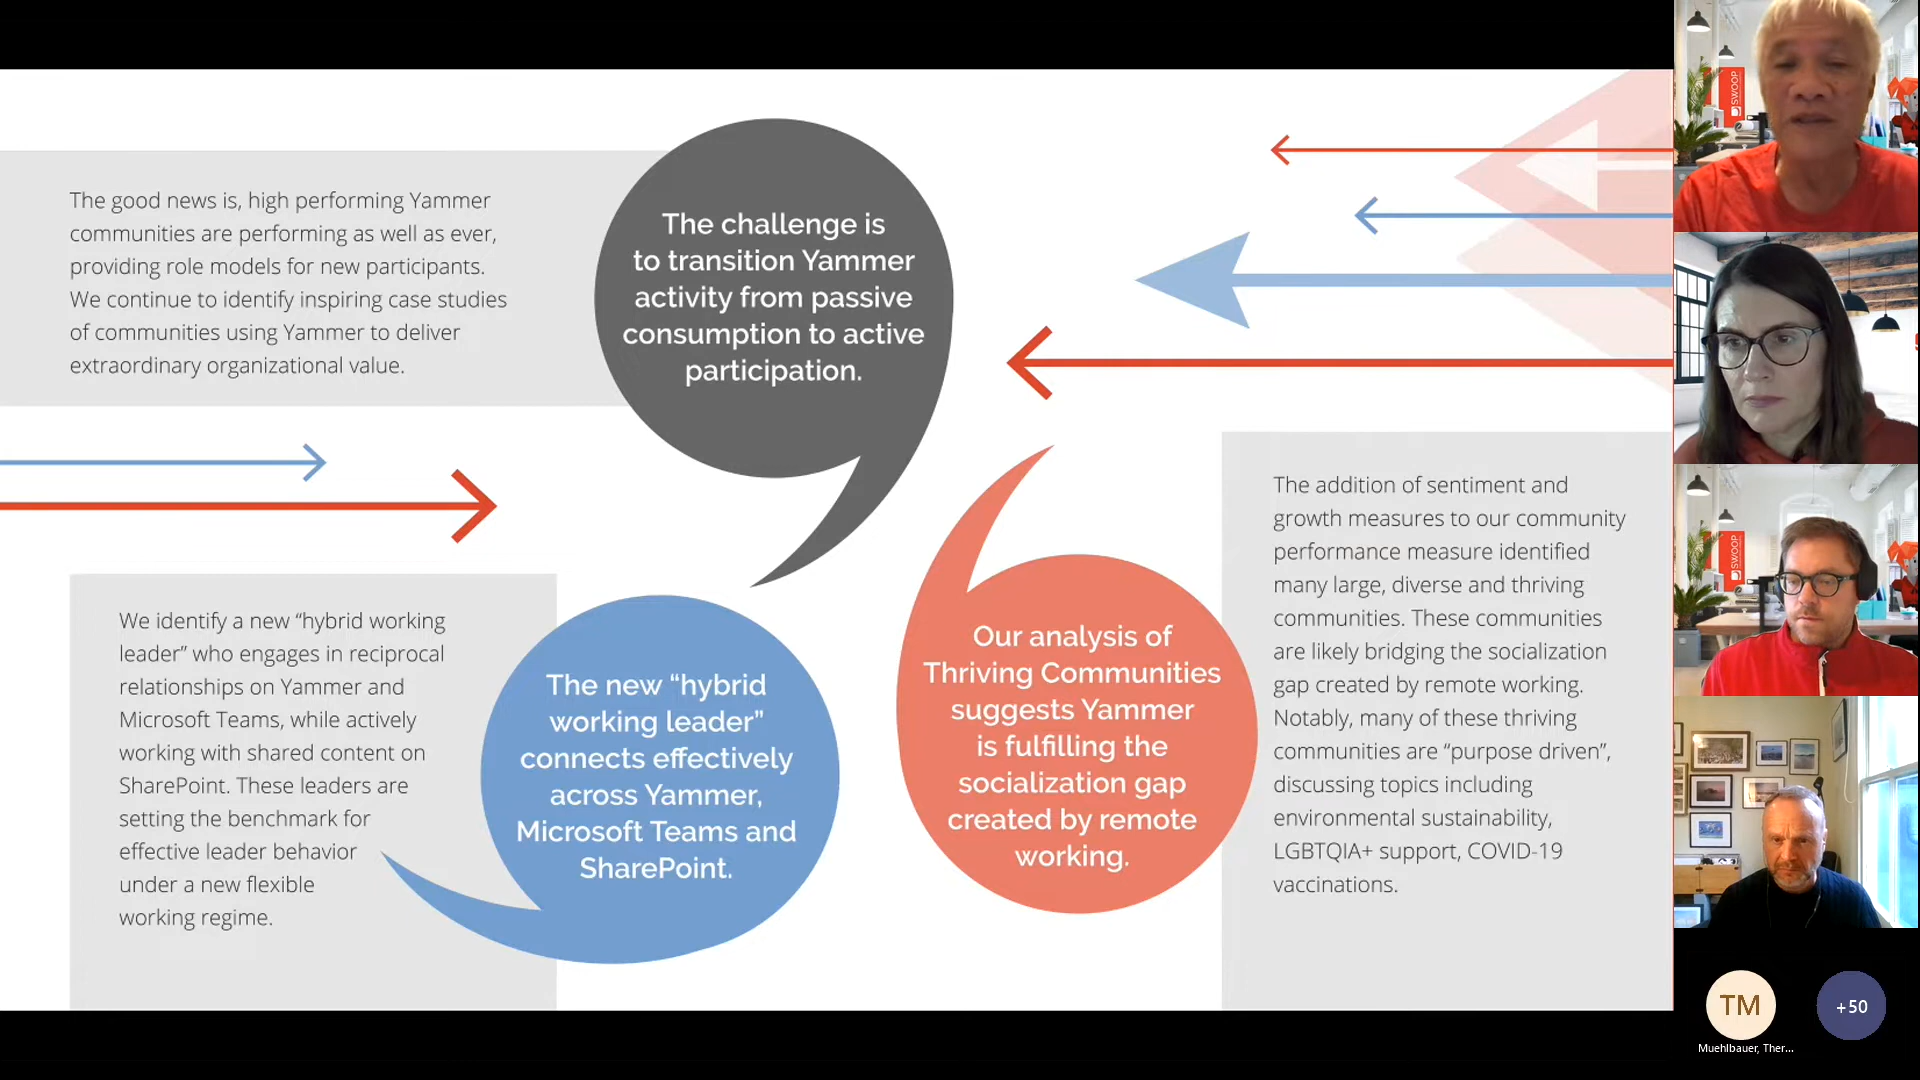 The good news is, high performing Yammer
communities are performing as well as ever,
providing role models for new participants.
We continue to identify inspiring case studies
of communities using Yammer to deliver
extraordinary organizational value.
The challenge is
to transition Yammer
activity from passive
consumption to active
participation.
We identify a new “hybrid working
leader” who engages in reciprocal
relationships on Yammer and
Microsoft Teams, while actively
working with shared content on
SharePoint. These leaders are
setting the benchmark for
effective leader behavior
under a new flexible
working regime.
The new “hybrid
working leader”
connects effectively
across Yammer,
Microsoft Teams and
SharePoint.
Our analysis of
Thriving Communities
suggests Yammer
is fulfilling the
socialization gap
created by remote
working.
The addition of sentiment and
growth measures to our community
performance measure identified
many large, diverse and thriving
communities. These communities
are likely bridging the socialization
gap created by remote working.
Notably, many of these thriving
communities are “purpose driven”,
discussing topics including
environmental sustainability,
LGBTQIA+ support, COVID-19
vaccinations.
SWOOP
SWOOP
TM
+50
Muehlbauer, Ther...